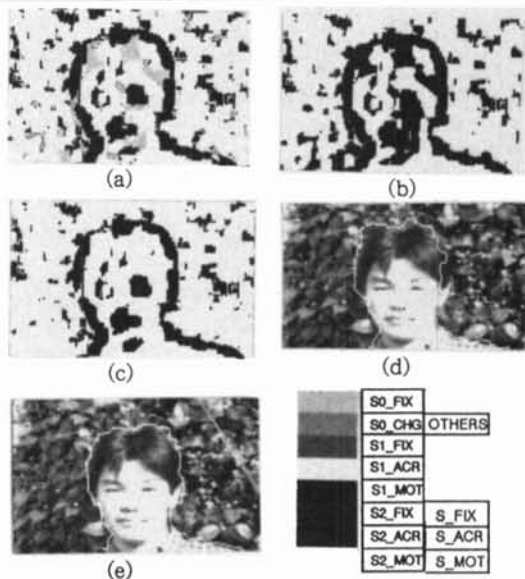 (a)
(b)
(c)
(d)
(e)
S0_FIX
S0_CHG OTHERS
S1_FIX
S1_ACR
S1_MOT
S2_FIX S_FIX
S2_ACR S_ACR
S2_MOT S_MOT